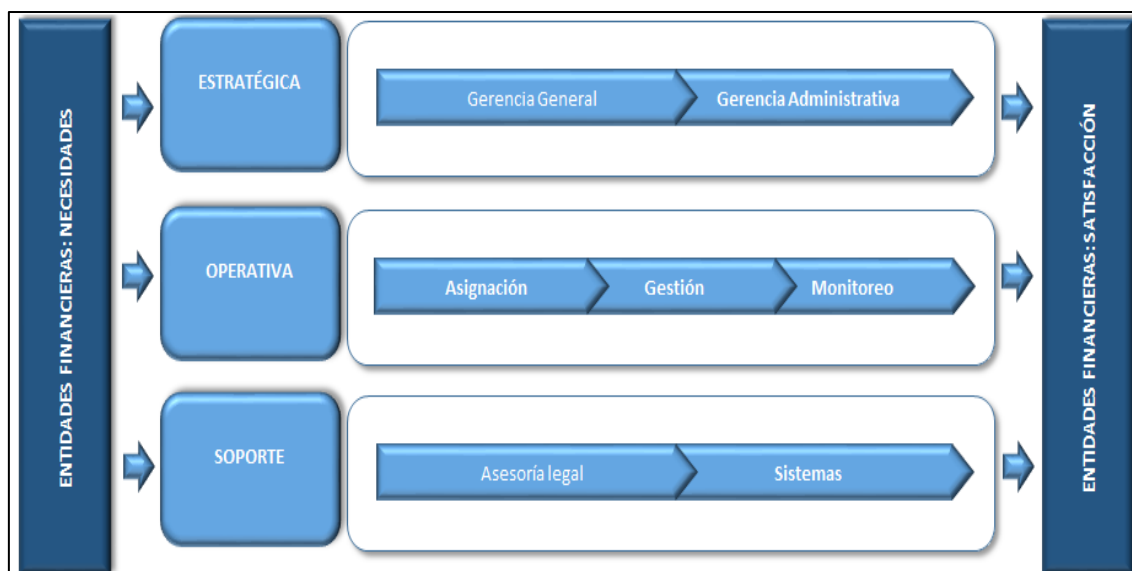 ENTIDADES FINANCIERAS: NECESIDADES
ESTRATÉGICA
Gerencia General
Gerencia Administrativa
OPERATIVA
Asignación
Gestión
Monitoreo
SOPORTE
Asesoría legal
Sistemas
ENTIDADES FINANCIERAS: SATISFACCIÓN